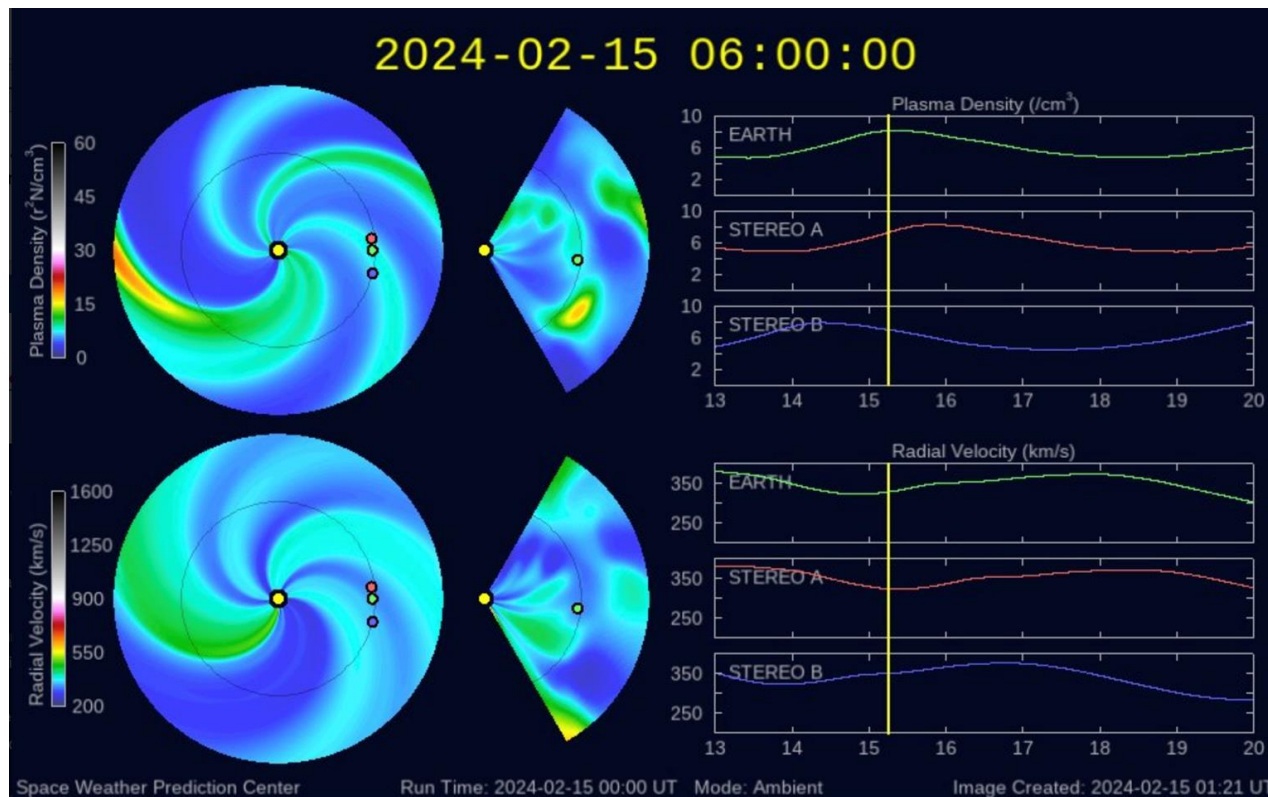 2024-02-15 06:00:00
Plasma Density (r²N/cm³)
60
45
30
15
0
Plasma Density (/cm³)
10
6
2
EARTH
10
6
2
STEREO A
10
6
2
STEREO B
13 14 15 16 17 18 19 20
Radial Velocity (km/s)
1600
1250
900
550
200
Radial Velocity (km/s)
350
250
EARTH
350
250
STEREO A
350
250
STEREO B
13 14 15 16 17 18 19 20
Space Weather Prediction Center Run Time: 2024-02-15 00:00 UT Mode: Ambient Image Created: 2024-02-15 01:21 UT